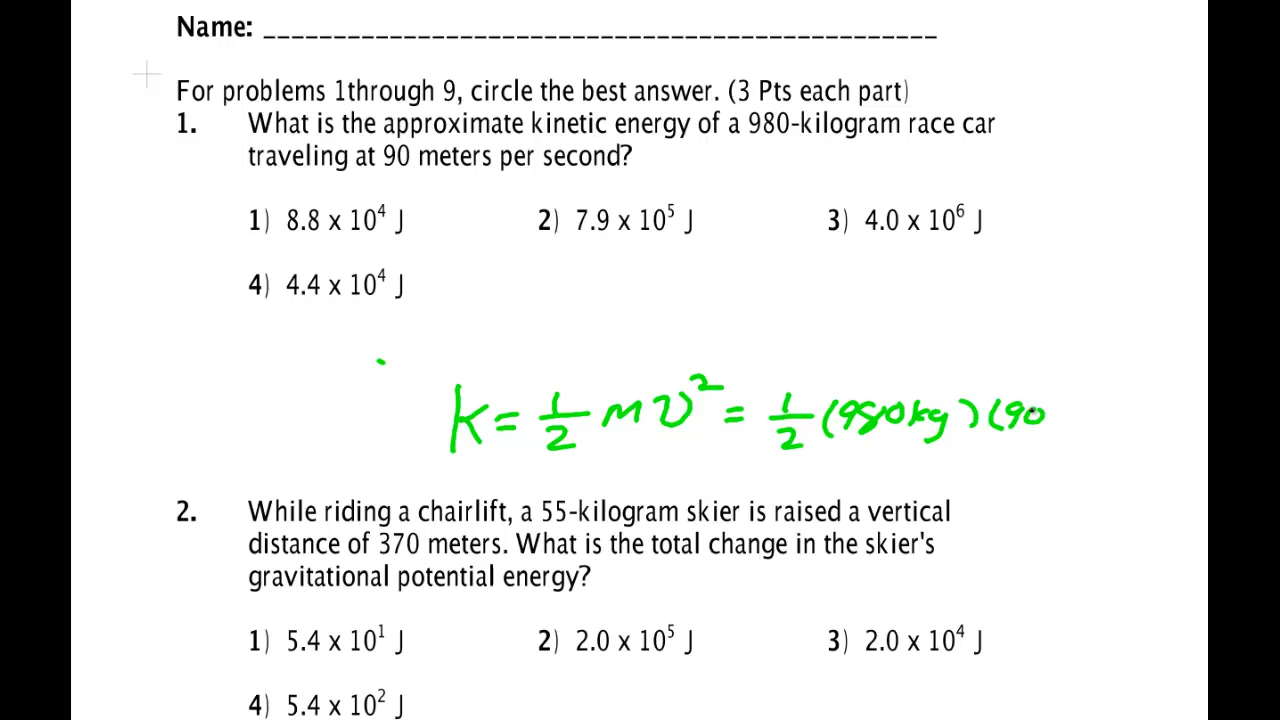 Name: ________________________________________________
For problems 1through 9, circle the best answer. (3 Pts each part)
1. What is the approximate kinetic energy of a 980-kilogram race car
traveling at 90 meters per second?
1) 8.8 x 10⁴ J 2) 7.9 x 10⁵ J 3) 4.0 x 10⁶ J
4) 4.4 x 10⁴ J
K = 1/2 mv² = 1/2 (980kg)(90
2. While riding a chairlift, a 55-kilogram skier is raised a vertical
distance of 370 meters. What is the total change in the skier's
gravitational potential energy?
1) 5.4 x 10¹ J 2) 2.0 x 10⁵ J 3) 2.0 x 10⁴ J
4) 5.4 x 10² J